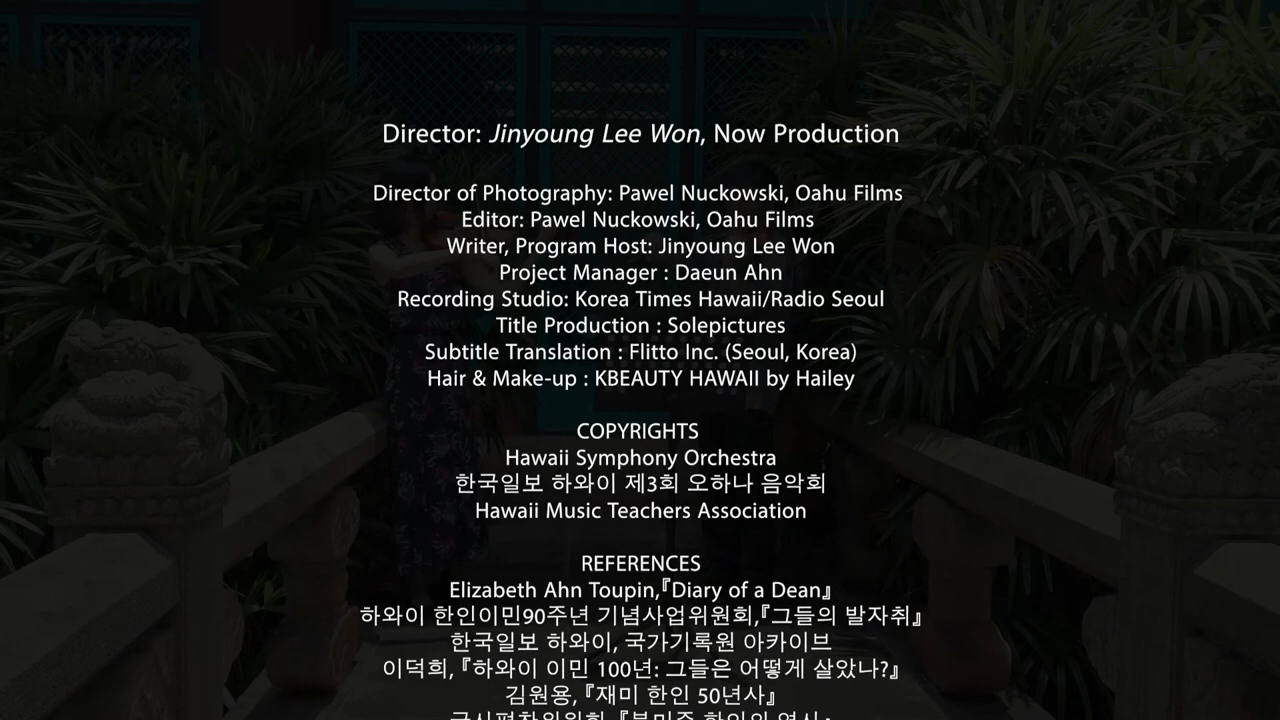 Director: Jinyoung Lee Won, Now Production
Director of Photography: Pawel Nuckowski, Oahu Films
Editor: Pawel Nuckowski, Oahu Films
Writer, Program Host: Jinyoung Lee Won
Project Manager : Daeun Ahn
Recording Studio: Korea Times Hawaii/Radio Seoul
Title Production : Solepictures
Subtitle Translation : Flitto Inc. (Seoul, Korea)
Hair & Make-up : KBEAUTY HAWAII by Hailey
COPYRIGHTS
Hawaii Symphony Orchestra
한국일보 하와이 제3회 오하나 음악회
Hawaii Music Teachers Association
REFERENCES
Elizabeth Ahn Toupin,『Diary of a Dean』
하와이 한인이민90주년 기념사업위원회,『그들의 발자취』
한국일보 하와이, 국가기록원 아카이브
이덕희, 『하와이 이민 100년: 그들은 어떻게 살았나?』
김원용, 『재미 한인 50년사』